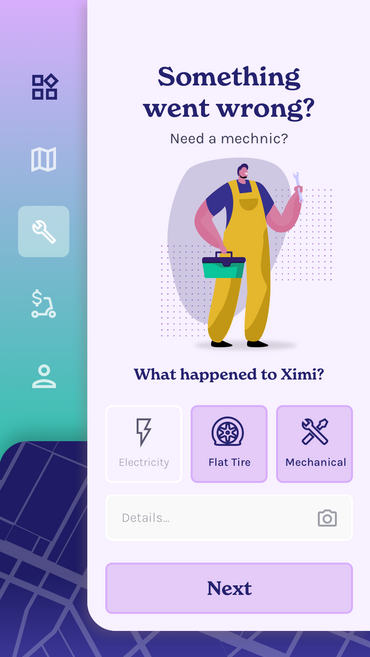 Something
went wrong?
Need a mechnic?
What happened to Ximi?
Electricity
Flat Tire
Mechanical
Details...
Next
$